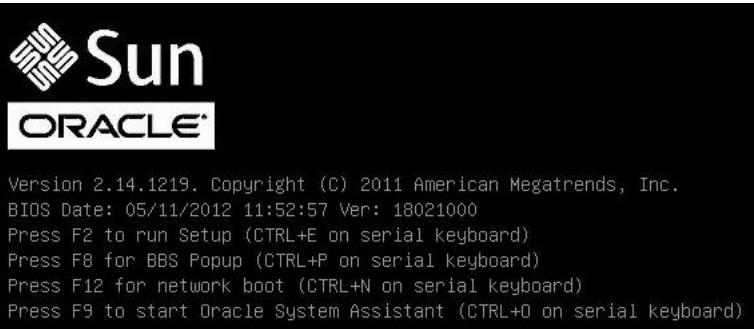 Sun
ORACLE®
Version 2.14.1219. Copyright (C) 2011 American Megatrends, Inc.
BIOS Date: 05/11/2012 11:52:57 Ver: 18021000
Press F2 to run Setup (CTRL+E on serial keyboard)
Press F8 for BBS Popup (CTRL+P on serial keyboard)
Press F12 for network boot (CTRL+N on serial keyboard)
Press F9 to start Oracle System Assistant (CTRL+O on serial keyboard)